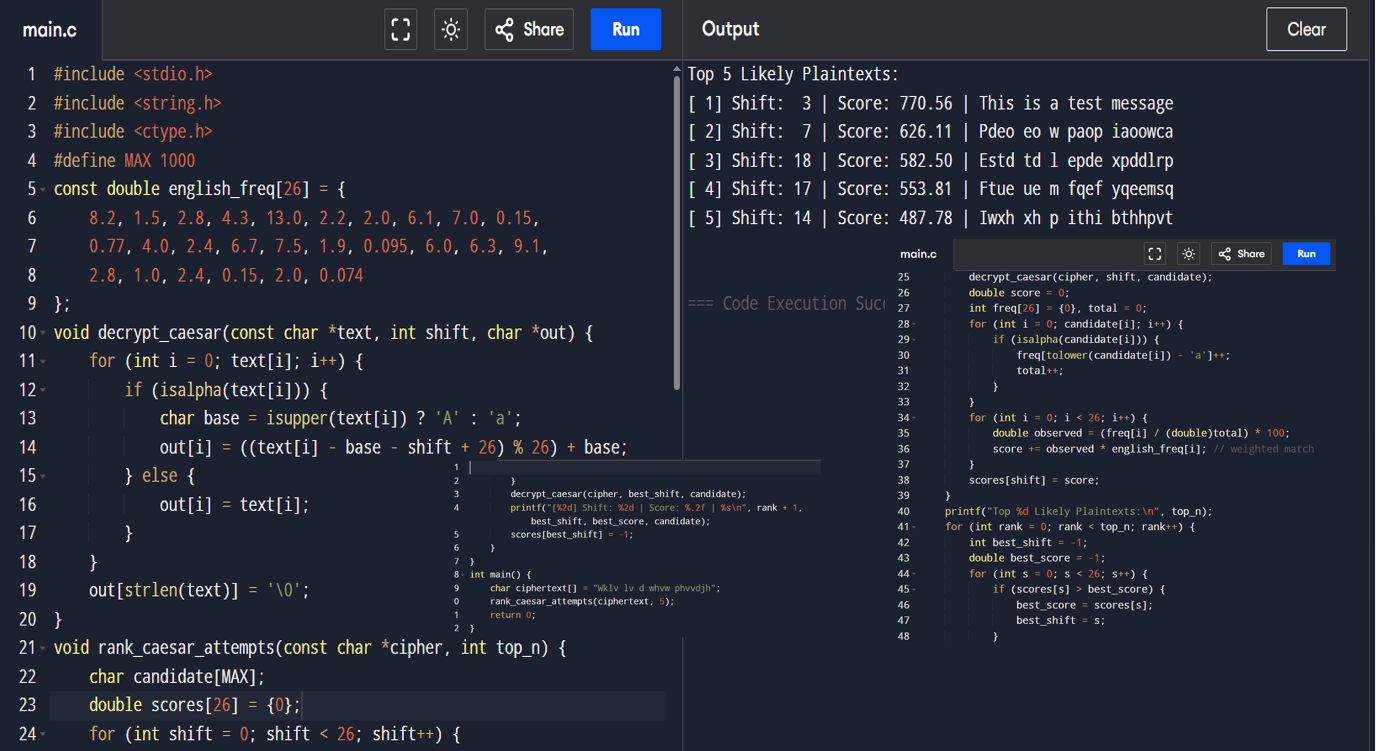 main.c
Share
Run
Output
Clear
1 #include <stdio.h>
2 #include <string.h>
3 #include <ctype.h>
4 #define MAX 1000
5 const double english_freq[26] = {
6     8.2, 1.5, 2.8, 4.3, 13.0, 2.2, 2.0, 6.1, 7.0, 0.15,
7     0.77, 4.0, 2.4, 6.7, 7.5, 1.9, 0.095, 6.0, 6.3, 9.1,
8     2.8, 1.0, 2.4, 0.15, 2.0, 0.074
9 };
10 void decrypt_caesar(const char *text, int shift, char *out) {
11     for (int i = 0; text[i]; i++) {
12         if (isalpha(text[i])) {
13             char base = isupper(text[i]) ? 'A' : 'a';
14             out[i] = ((text[i] - base - shift + 26) % 26) + base;
15         } else {
16             out[i] = text[i];
17         }
18     }
19     out[strlen(text)] = '\0';
20 }
21 void rank_caesar_attempts(const char *cipher, int top_n) {
22     char candidate[MAX];
23     double scores[26] = {0};
24     for (int shift = 0; shift < 26; shift++) {
Top 5 Likely Plaintexts:
[ 1] Shift:  3 | Score: 770.56 | This is a test message
[ 2] Shift:  7 | Score: 626.11 | Pdeo eo w paop iaoowca
[ 3] Shift: 18 | Score: 582.50 | Estd td l epde xpddlrp
[ 4] Shift: 17 | Score: 553.81 | Ftue ue m fqef yqeemsq
[ 5] Shift: 14 | Score: 487.78 | Iwxh xh p ithi bthhpvt
=== Code Execution Suc
main.c
Share
Run
25         decrypt_caesar(cipher, shift, candidate);
26         double score = 0;
27         int freq[26] = {0}, total = 0;
28         for (int i = 0; candidate[i]; i++) {
29             if (isalpha(candidate[i])) {
30                 freq[tolower(candidate[i]) - 'a']++;
31                 total++;
32             }
33         }
34         for (int i = 0; i < 26; i++) {
35             double observed = (freq[i] / (double)total) * 100;
36             score += observed * english_freq[i]; // weighted match
37         }
38         scores[shift] = score;
39     }
40     printf("Top %d Likely Plaintexts:\n", top_n);
41     for (int rank = 0; rank < top_n; rank++) {
42         int best_shift = -1;
43         double best_score = -1;
44         for (int s = 0; s < 26; s++) {
45             if (scores[s] > best_score) {
46                 best_score = scores[s];
47                 best_shift = s;
48             }
1
2         }
3         decrypt_caesar(cipher, best_shift, candidate);
4         printf("[%2d] Shift: %2d | Score: %.2f | %s\n", rank + 1,
            best_shift, best_score, candidate);
5         scores[best_shift] = -1;
6     }
7 }
8 int main() {
9     char ciphertext[] = "Wklv lv d whvw phvvdjh";
0     rank_caesar_attempts(ciphertext, 5);
1     return 0;
2 }